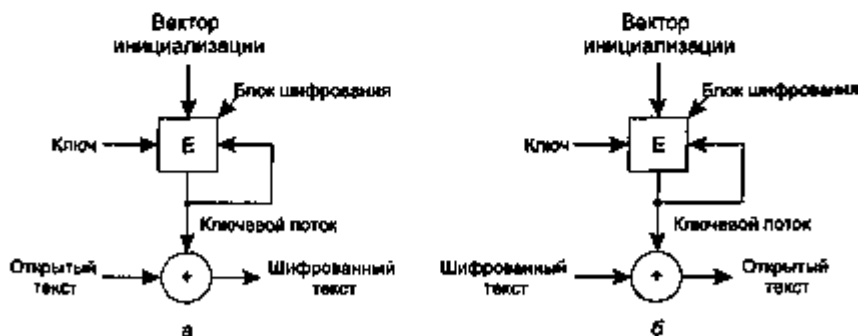 Вектор
инициализации
Блок шифрования
Ключ
E
Ключевой поток
Открытый
текст
+
Шифрованный
текст
а
Вектор
инициализации
Блок шифрования
Ключ
E
Ключевой поток
Шифрованный
текст
+
Открытый
текст
б